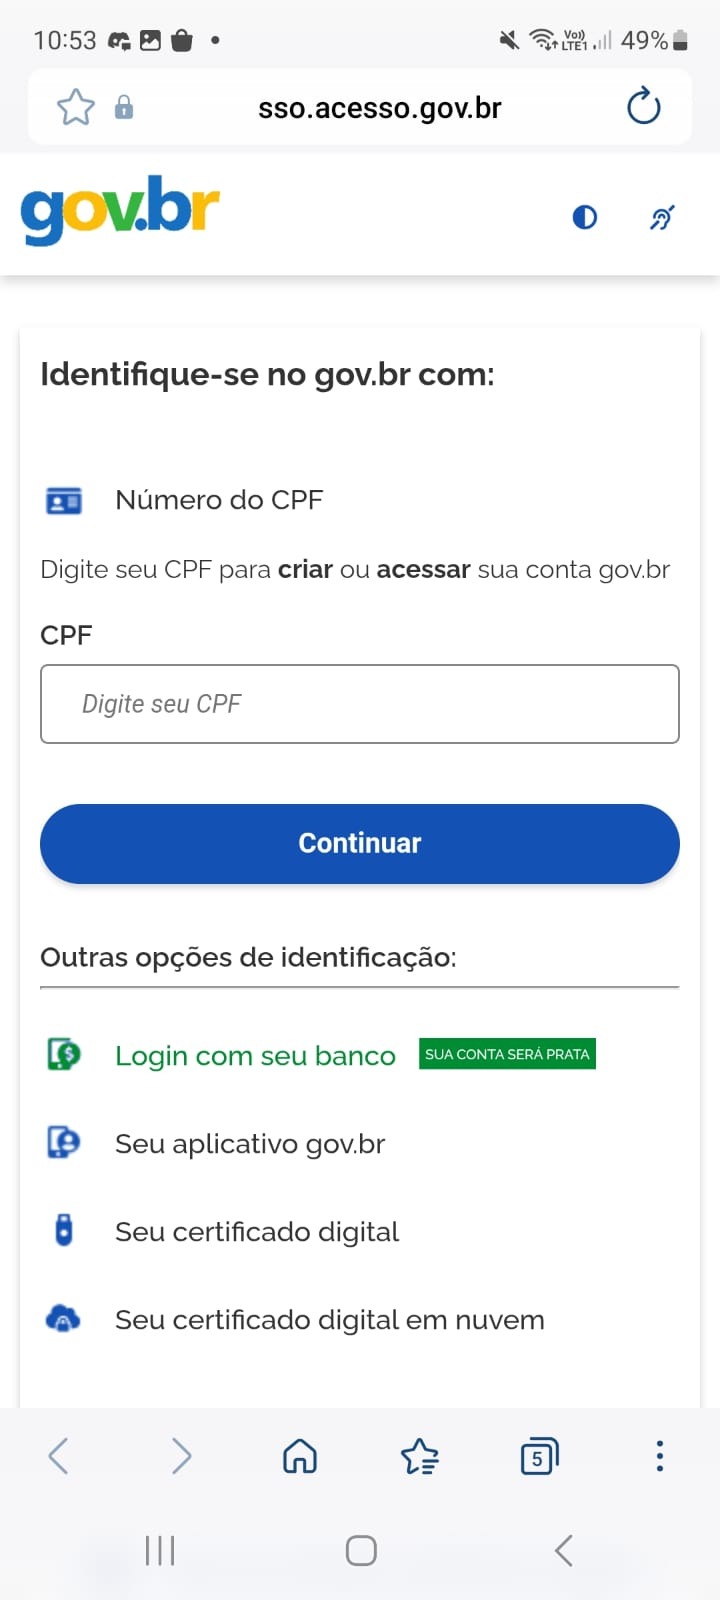 10:53
Vo)) LTE1 49%
sso.acesso.gov.br
gov.br
Identifique-se no gov.br com:
Número do CPF
Digite seu CPF para criar ou acessar sua conta gov.br
CPF
Digite seu CPF
Continuar
Outras opções de identificação:
Login com seu banco SUA CONTA SERÁ PRATA
Seu aplicativo gov.br
Seu certificado digital
Seu certificado digital em nuvem
5